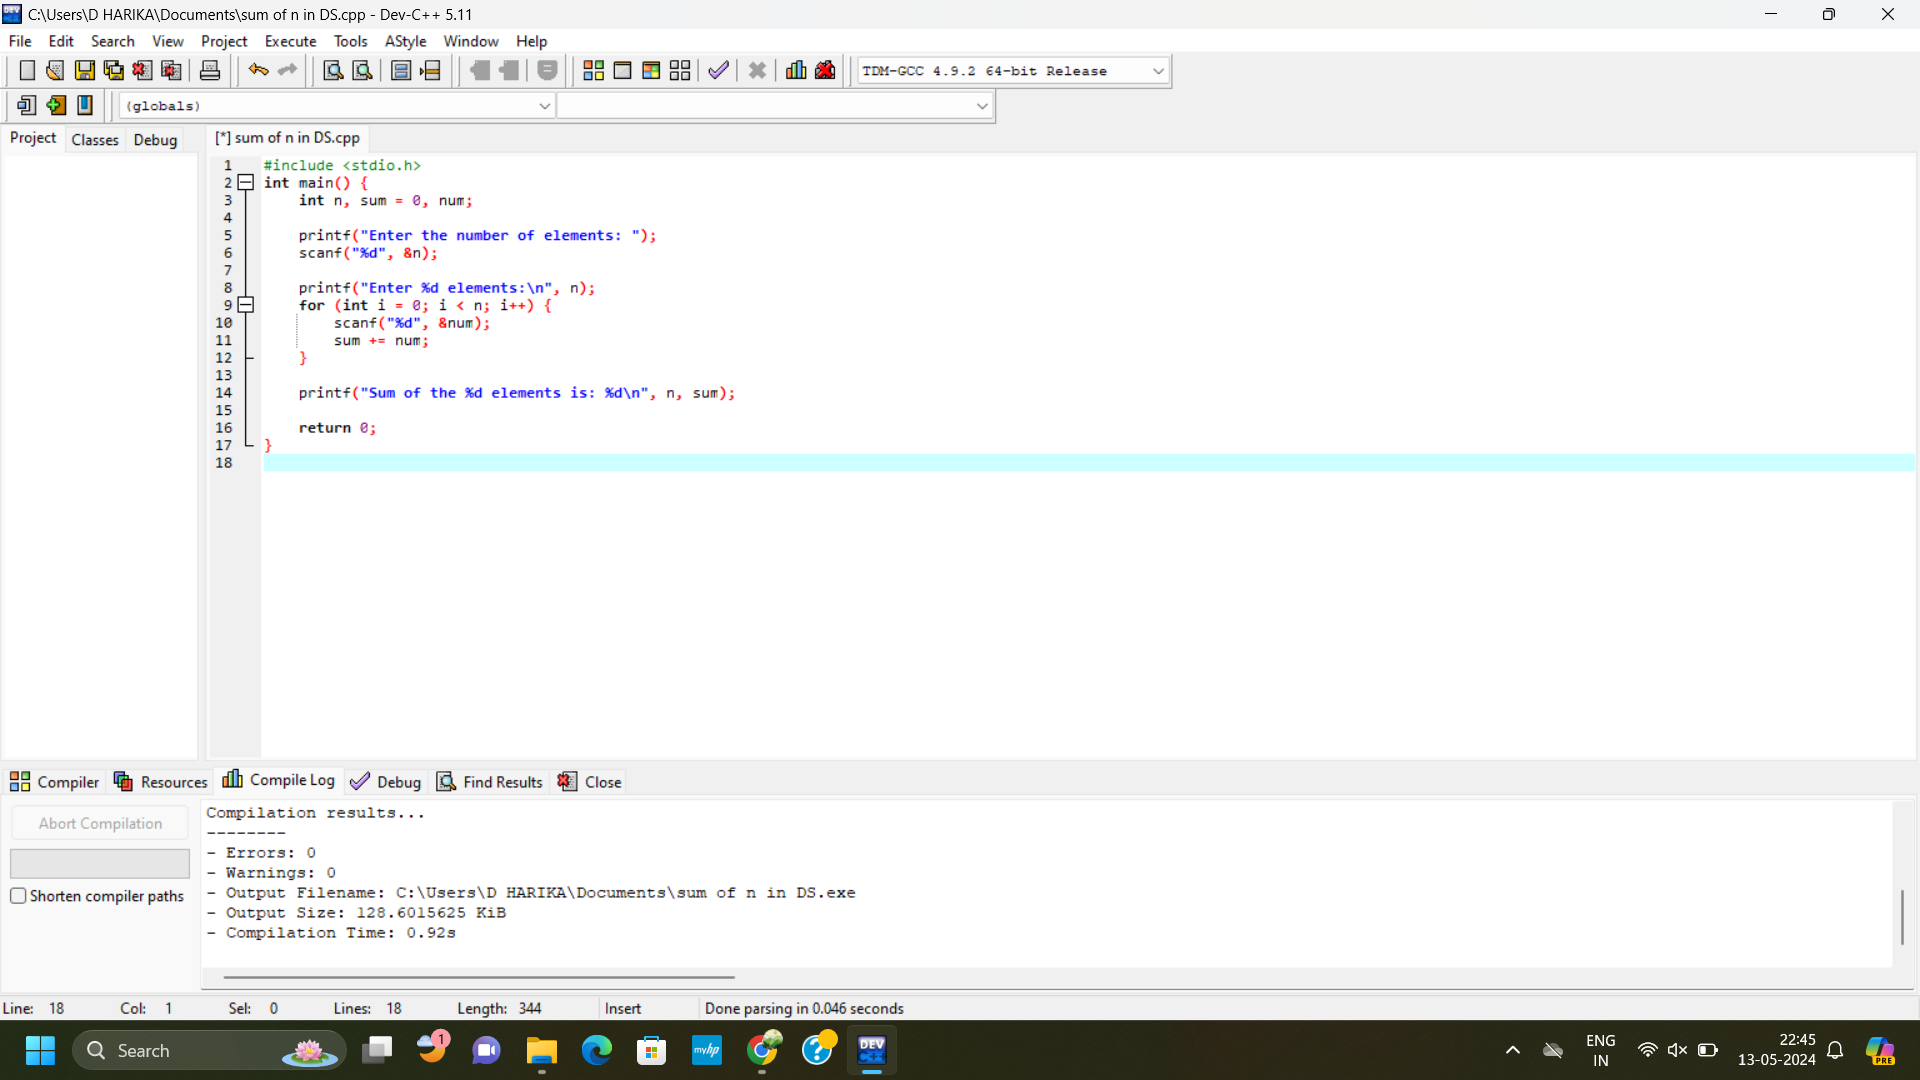 C:\Users\D HARIKA\Documents\sum of n in DS.cpp - Dev-C++ 5.11
File Edit Search View Project Execute Tools AStyle Window Help
TDM-GCC 4.9.2 64-bit Release
(globals)
Project Classes Debug [*] sum of n in DS.cpp
1 #include <stdio.h>
2 int main() {
3     int n, sum = 0, num;
4
5     printf("Enter the number of elements: ");
6     scanf("%d", &n);
7
8     printf("Enter %d elements:\n", n);
9     for (int i = 0; i < n; i++) {
10         scanf("%d", &num);
11         sum += num;
12     }
13
14     printf("Sum of the %d elements is: %d\n", n, sum);
15
16     return 0;
17 }
18
Compiler Resources Compile Log Debug Find Results Close
Abort Compilation
Shorten compiler paths
Compilation results...
--------
- Errors: 0
- Warnings: 0
- Output Filename: C:\Users\D HARIKA\Documents\sum of n in DS.exe
- Output Size: 128.6015625 KiB
- Compilation Time: 0.92s
Line: 18 Col: 1 Sel: 0 Lines: 18 Length: 344 Insert Done parsing in 0.046 seconds
Search
1
myhp
DEV
C++
ENG
IN
22:45
13-05-2024
PRE